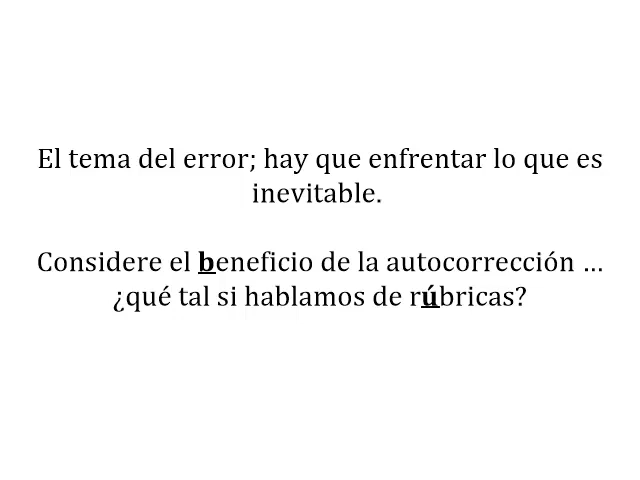 El tema del error; hay que enfrentar lo que es
inevitable.
Considere el beneficio de la autocorrección ...
¿qué tal si hablamos de rúbricas?